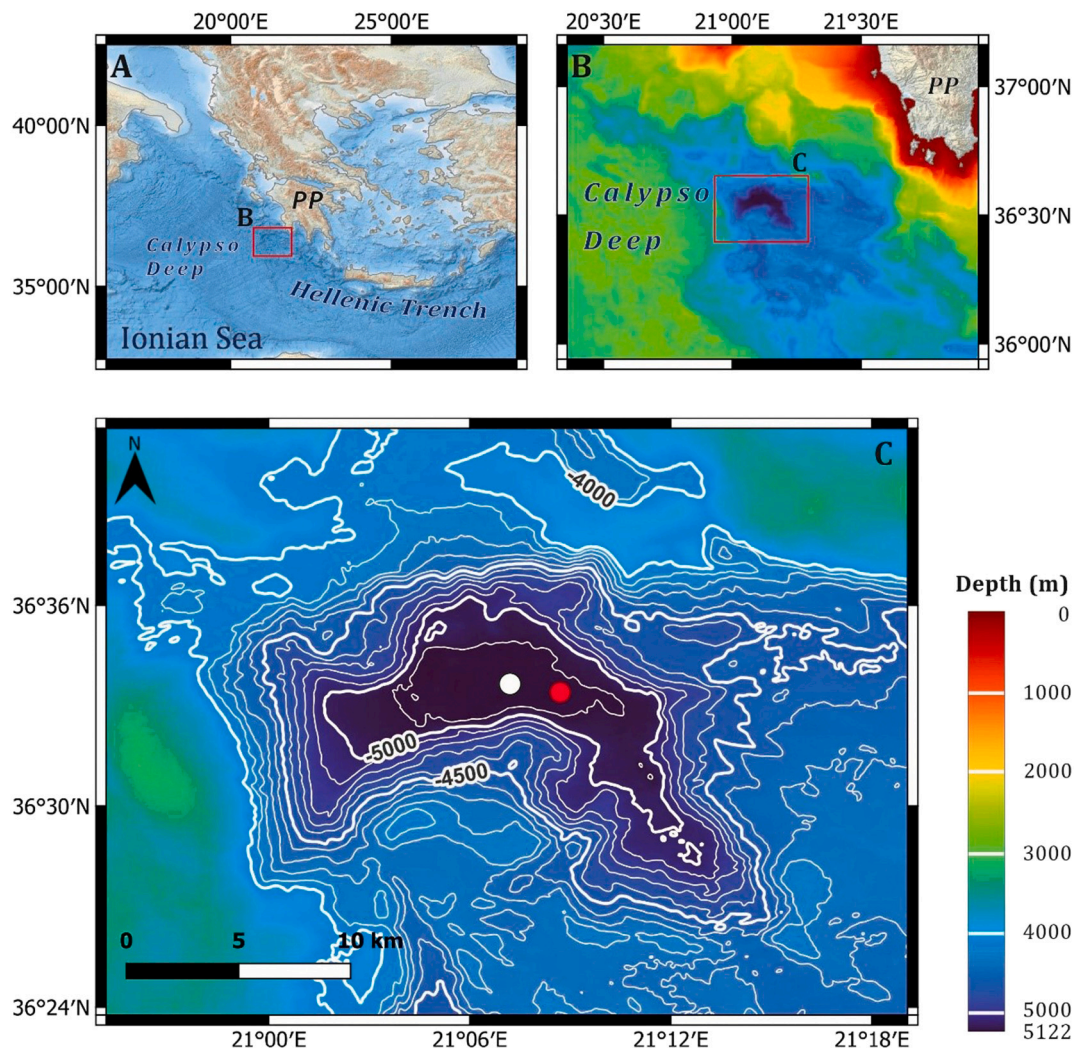 20°00′E 25°00′E
A
40°00′N
PP
B
Calypso
Deep
35°00′N
Hellenic Trench
Ionian Sea
20°30′E 21°00′E 21°30′E
B
PP
37°00′N
C
Calypso
36°30′N
Deep
36°00′N
N
C
-4000
36°36′N
-5000
-4500
36°30′N
0 5 10 km
36°24′N
21°00′E 21°06′E 21°12′E 21°18′E
Depth (m)
0
1000
2000
3000
4000
5000
5122